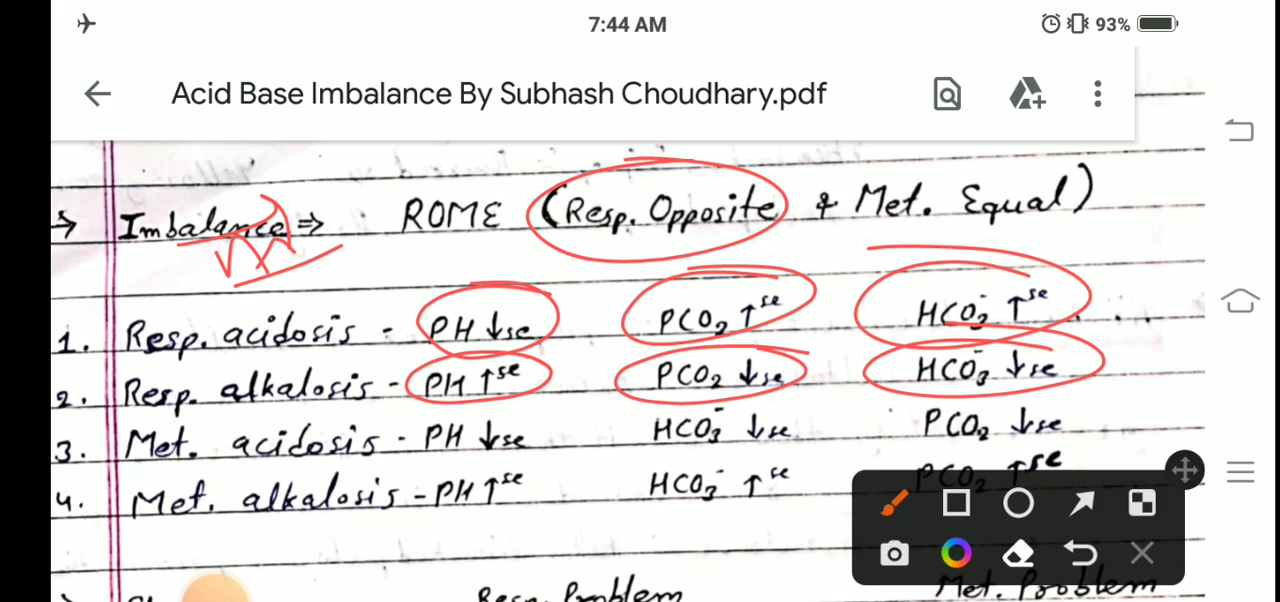 7:44 AM
93%
Acid Base Imbalance By Subhash Choudhary.pdf
→ Imbalance ⇒ ROME (Resp. Opposite & Met. Equal)
1. Resp. acidosis - PH ↓se PCO₂ ↑se HCO₃⁻ ↑se
2. Resp. alkalosis - PH ↑se PCO₂ ↓se HCO₃⁻ ↓se
3. Met. acidosis - PH ↓se HCO₃⁻ ↓se PCO₂ ↓se
4. Met. alkalosis - PH ↑se HCO₃⁻ ↑se PCO₂ ↑se
Resp. Problem Met. Problem